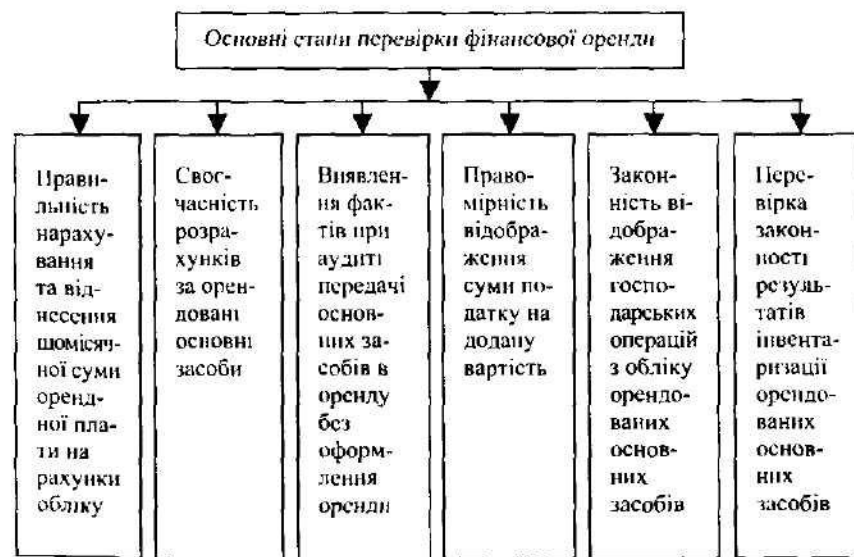 Основні стани перевірки фінансової оренли
Прави-
льність
нараху-
вання
та від-
несення
щомісяч-
ної суми
оренд-
ної пла-
ти на
рахунки
обліку
Своє-
часність
розра-
хунків
за орен-
довані
основні
засоби
Виявлен-
ня фак-
тів при
аудиті
передачі
основ-
них за-
собів в
оренду
без
оформ-
лення
оренди
Право-
мірність
відобра-
ження
суми по-
датку на
додану
вартість
Закон-
ність ві-
дображення
госпо-
дарських
операцій
з обліку
орендо-
ваних
основ-
них
засобів
Пере-
вірка
закон-
ності
резуль-
татів
інвента-
ризації
орендо-
ваних
основ-
них
засобів